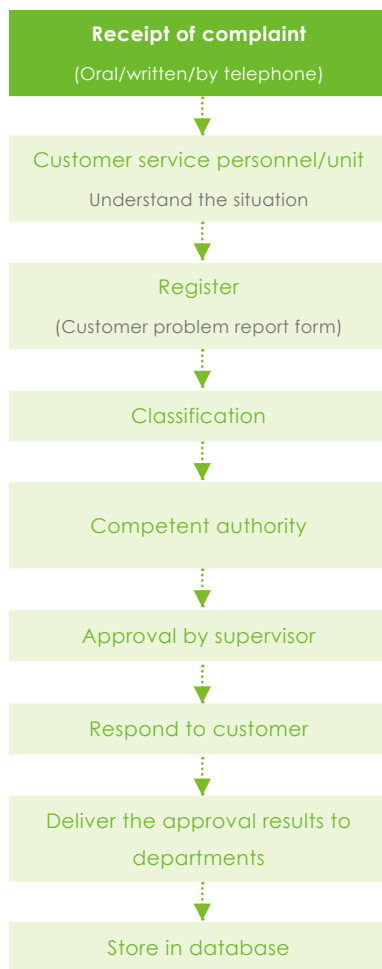 Receipt of complaint
(Oral/written/by telephone)
Customer service personnel/unit
Understand the situation
Register
(Customer problem report form)
Classification
Competent authority
Approval by supervisor
Respond to customer
Deliver the approval results to
departments
Store in database